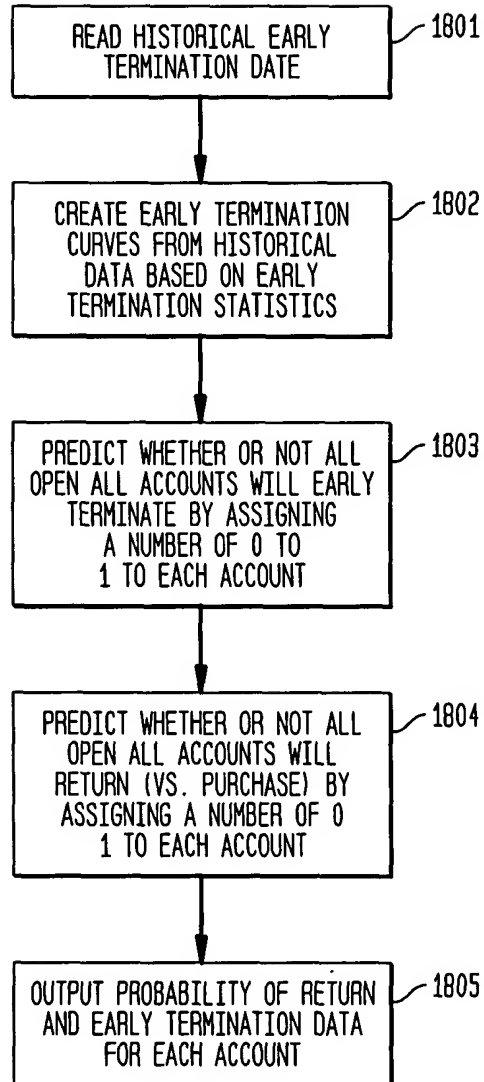 READ HISTORICAL EARLY
TERMINATION DATE
1801
CREATE EARLY TERMINATION
CURVES FROM HISTORICAL
DATA BASED ON EARLY
TERMINATION STATISTICS
1802
PREDICT WHETHER OR NOT ALL
OPEN ALL ACCOUNTS WILL EARLY
TERMINATE BY ASSIGNING
A NUMBER OF 0 TO
1 TO EACH ACCOUNT
1803
PREDICT WHETHER OR NOT ALL
OPEN ALL ACCOUNTS WILL
RETURN (VS. PURCHASE) BY
ASSIGNING A NUMBER OF 0
1 TO EACH ACCOUNT
1804
OUTPUT PROBABILITY OF RETURN
AND EARLY TERMINATION DATA
FOR EACH ACCOUNT
1805